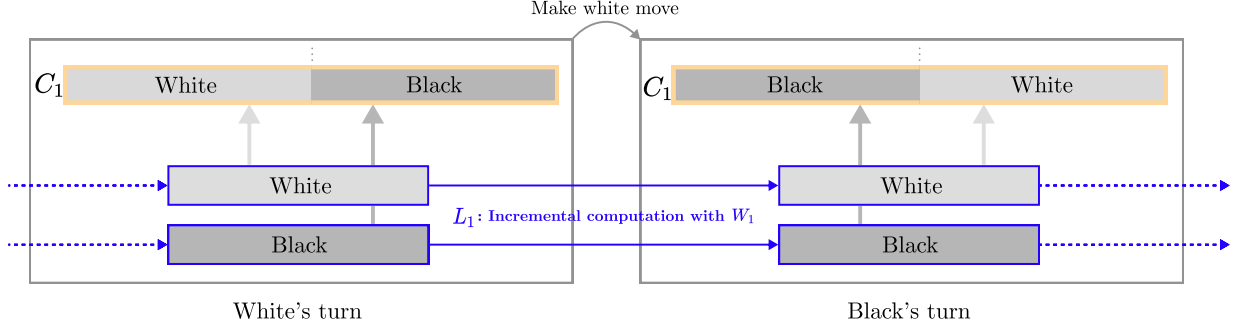 Make white move
C₁ White Black
C₁ Black White
White
White
L₁: Incremental computation with W₁
Black
Black
White's turn
Black's turn